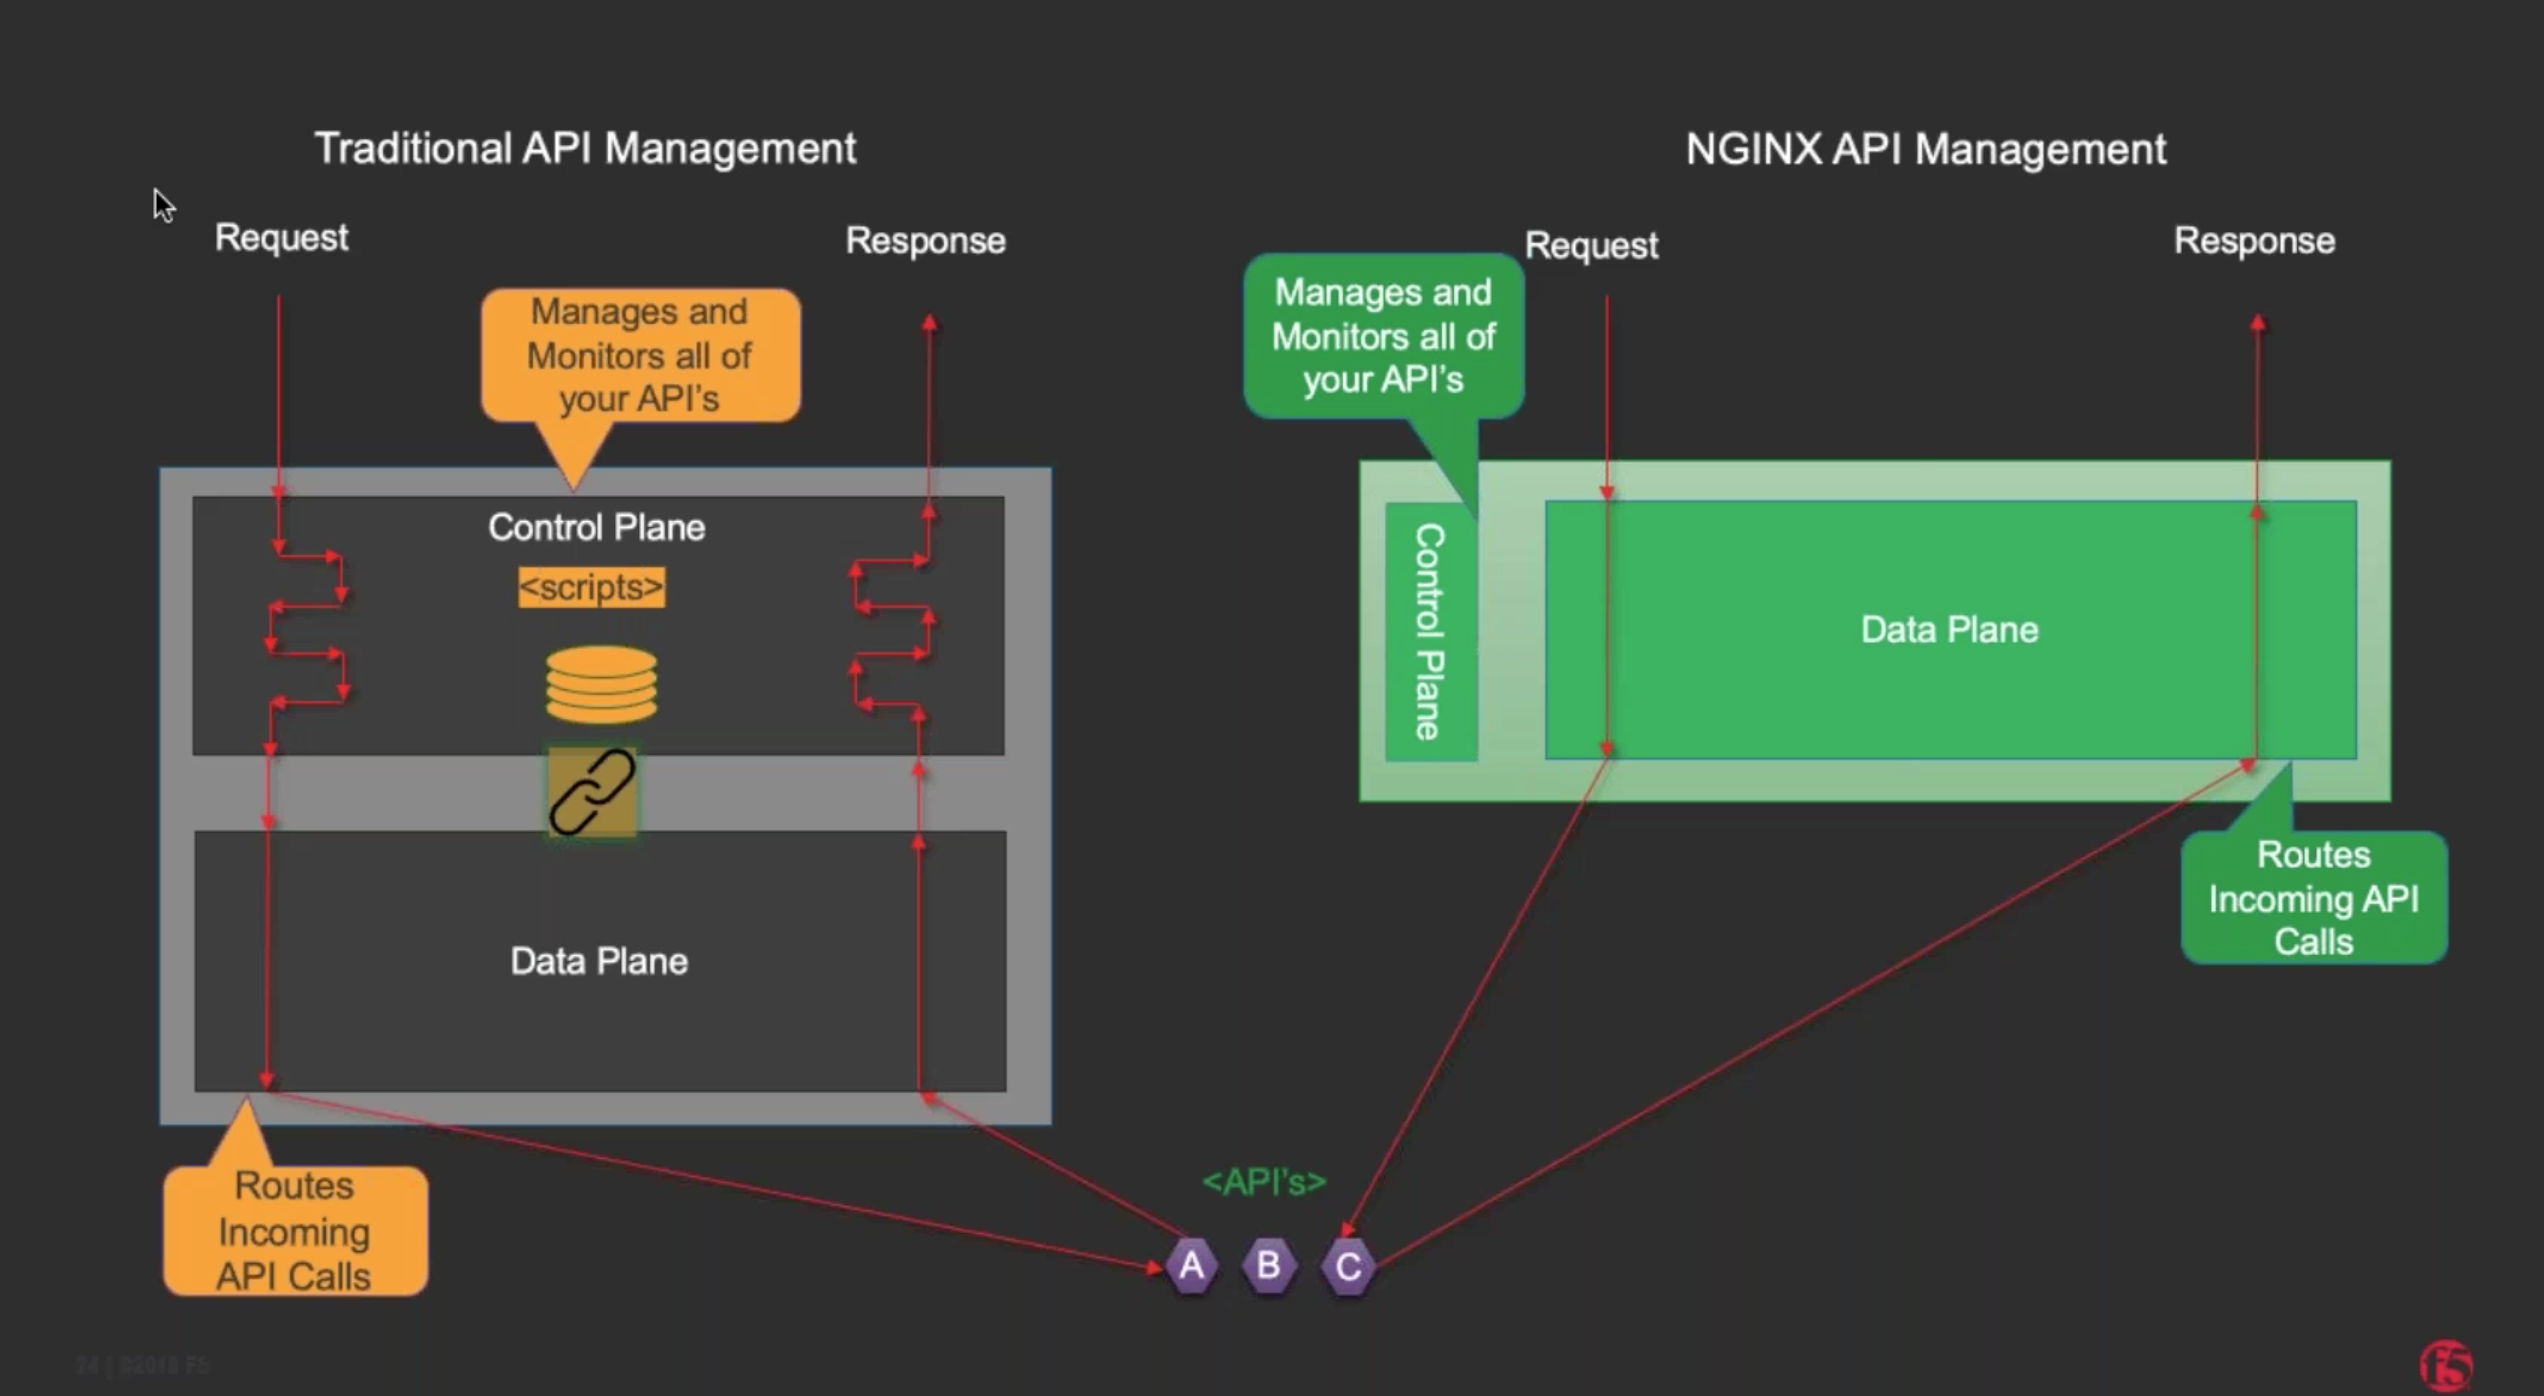 Traditional API Management
Request
Response
Manages and
Monitors all of
your API's
Control Plane
<scripts>
Data Plane
Routes
Incoming
API Calls
NGINX API Management
Request
Response
Manages and
Monitors all of
your API's
Control Plane
Data Plane
Routes
Incoming API
Calls
<API's>
A B C
24 | ©2019 F5
f5